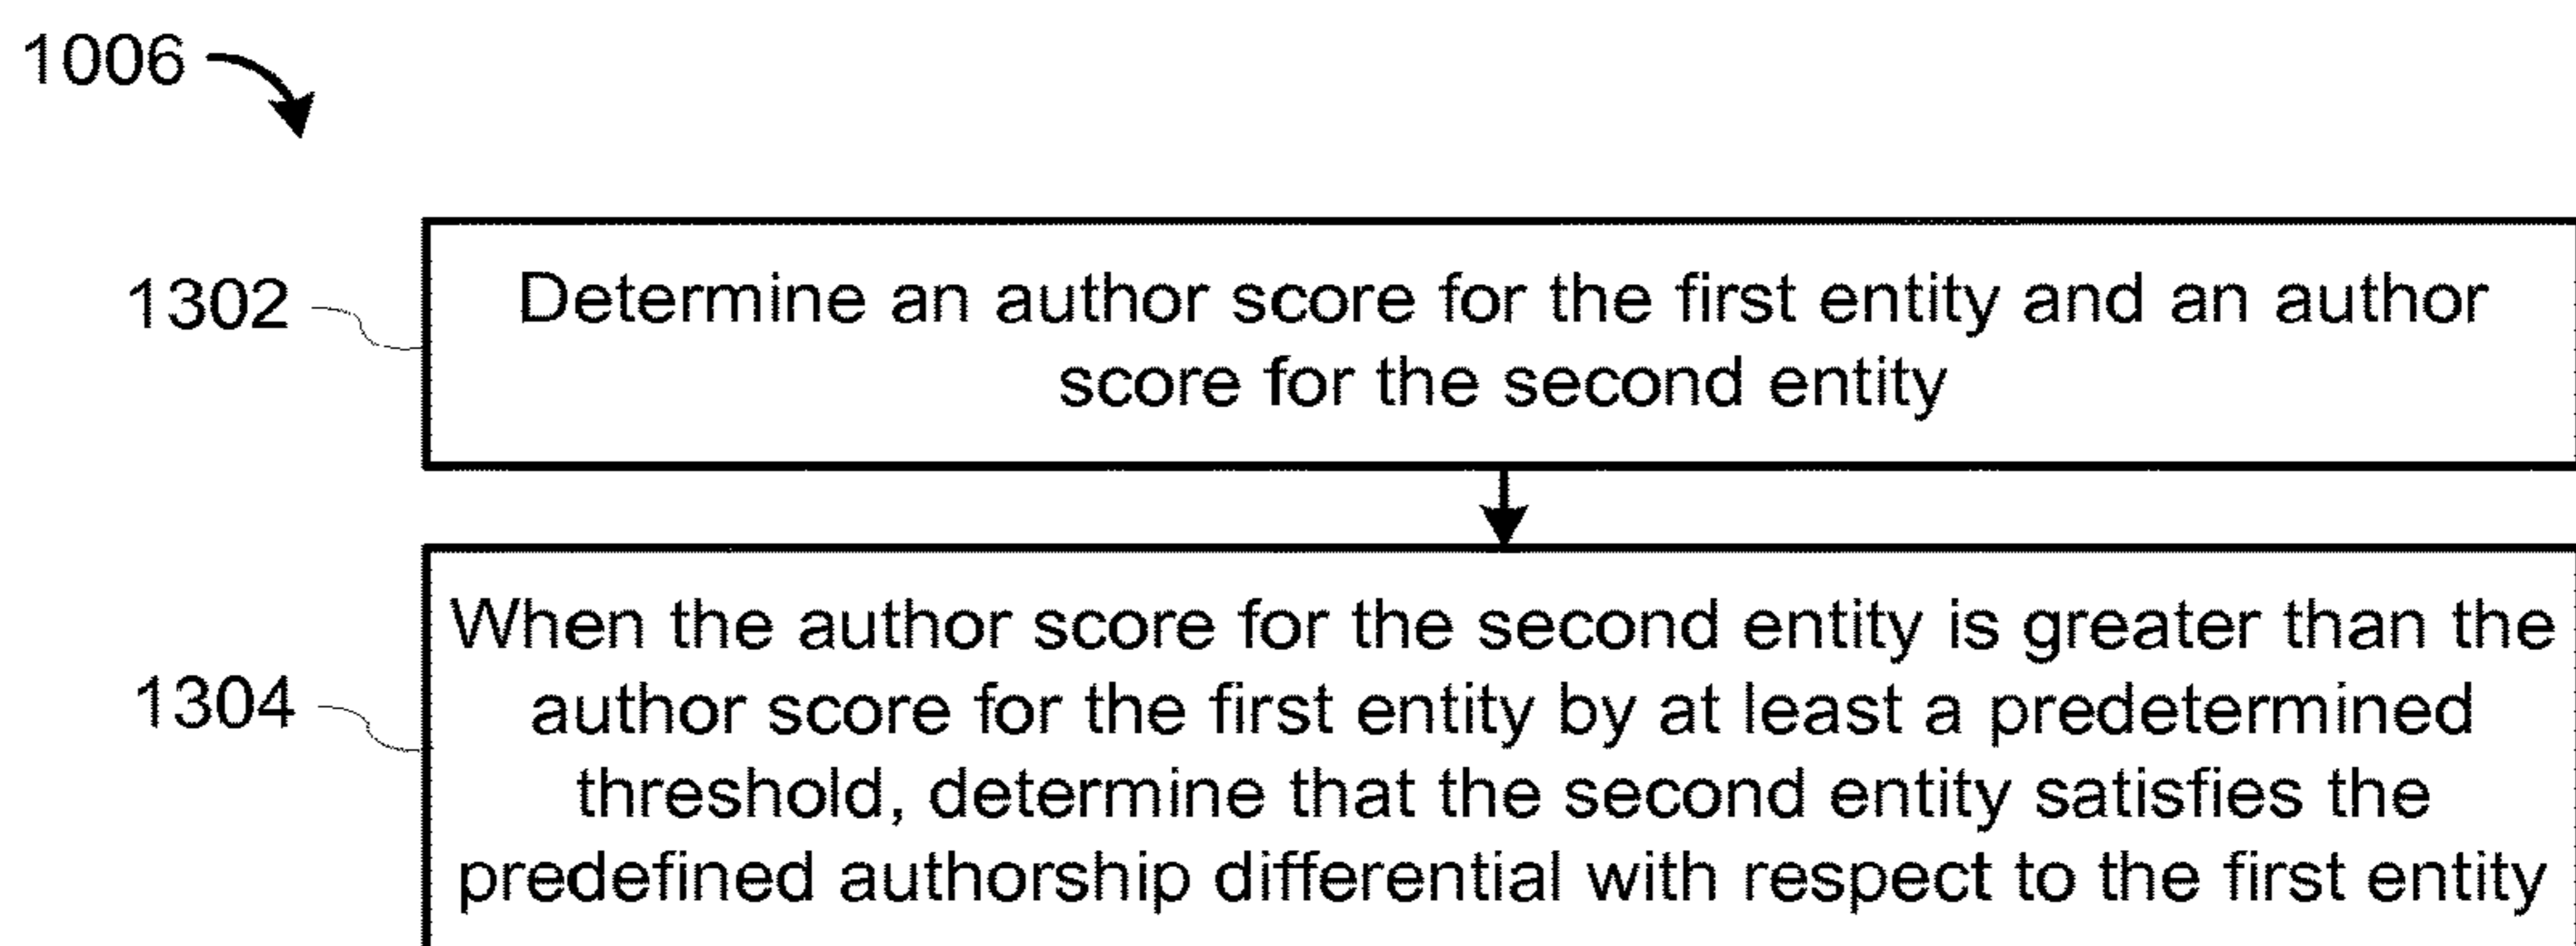 1006
1302
Determine an author score for the first entity and an author
score for the second entity
1304
When the author score for the second entity is greater than the
author score for the first entity by at least a predetermined
threshold, determine that the second entity satisfies the
predefined authorship differential with respect to the first entity